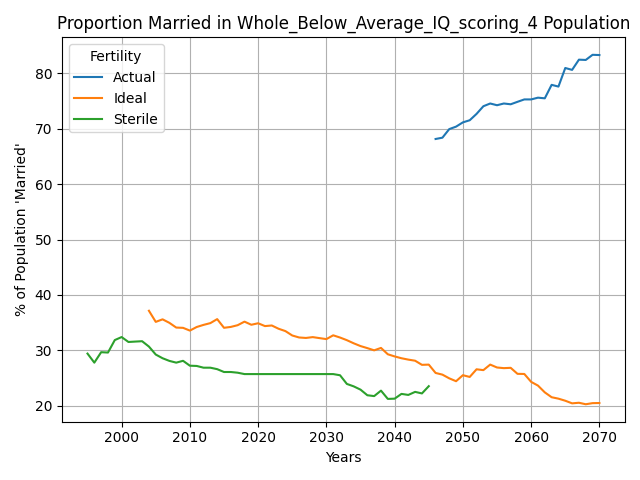 Proportion Married in Whole_Below_Average_IQ_scoring_4 Population
Fertility
Actual
Ideal
Sterile
% of Population 'Married'
80
70
60
50
40
30
20
2000 2010 2020 2030 2040 2050 2060 2070
Years